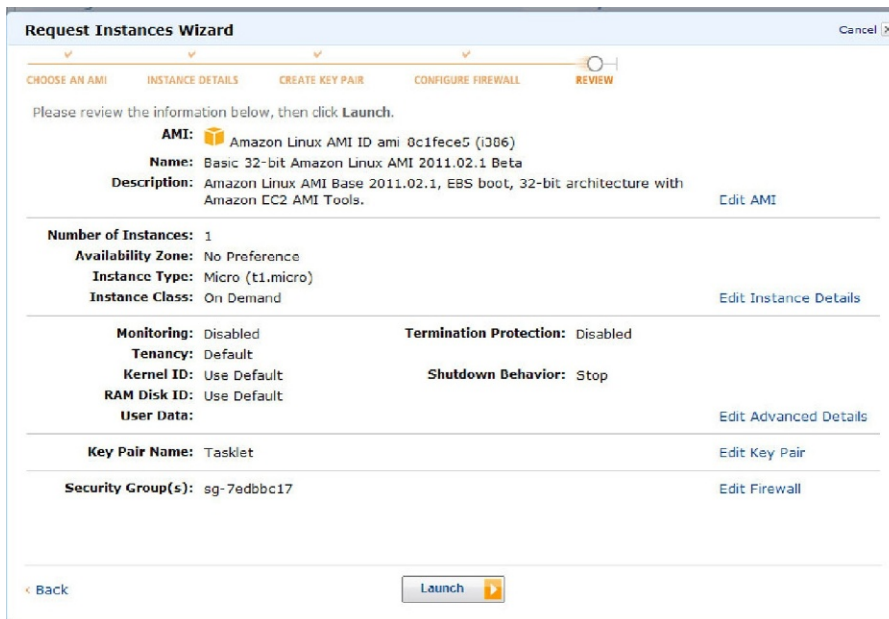 Request Instances Wizard
Cancel
CHOOSE AN AMI INSTANCE DETAILS CREATE KEY PAIR CONFIGURE FIREWALL REVIEW
Please review the information below, then click Launch.
AMI: Amazon Linux AMI ID ami-8c1fece5 (i386)
Name: Basic 32-bit Amazon Linux AMI 2011.02.1 Beta
Description: Amazon Linux AMI Base 2011.02.1, EBS boot, 32-bit architecture with
Amazon EC2 AMI Tools.
Edit AMI
Number of Instances: 1
Availability Zone: No Preference
Instance Type: Micro (t1.micro)
Instance Class: On Demand
Edit Instance Details
Monitoring: Disabled Termination Protection: Disabled
Tenancy: Default
Kernel ID: Use Default Shutdown Behavior: Stop
RAM Disk ID: Use Default
User Data:
Edit Advanced Details
Key Pair Name: Tasklet Edit Key Pair
Security Group(s): sg-7edbbc17 Edit Firewall
< Back Launch